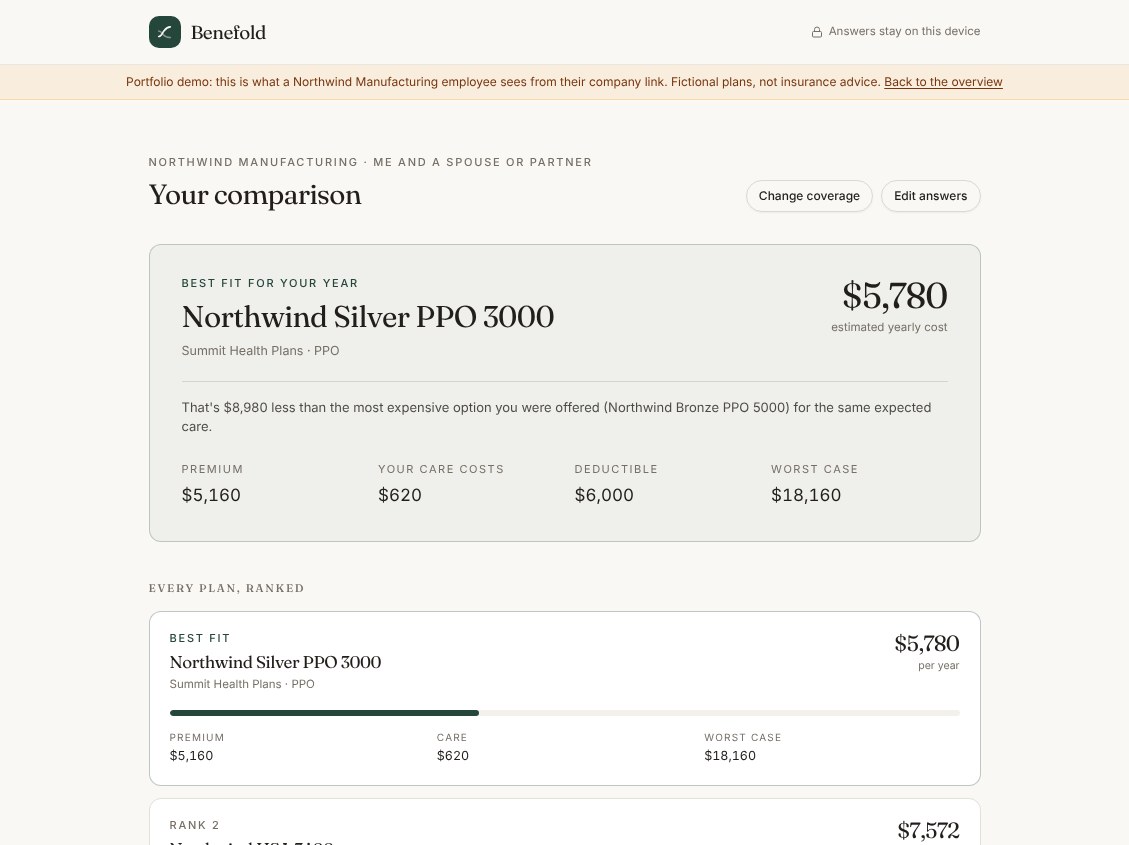 Benefold
Answers stay on this device
Portfolio demo: this is what a Northwind Manufacturing employee sees from their company link. Fictional plans, not insurance advice. Back to the overview
NORTHWIND MANUFACTURING · ME AND A SPOUSE OR PARTNER
Your comparison
Change coverage
Edit answers
BEST FIT FOR YOUR YEAR
Northwind Silver PPO 3000
Summit Health Plans · PPO
$5,780
estimated yearly cost
That's $8,980 less than the most expensive option you were offered (Northwind Bronze PPO 5000) for the same expected
care.
PREMIUM
$5,160
YOUR CARE COSTS
$620
DEDUCTIBLE
$6,000
WORST CASE
$18,160
EVERY PLAN, RANKED
BEST FIT
Northwind Silver PPO 3000
Summit Health Plans · PPO
$5,780
per year
PREMIUM
$5,160
CARE
$620
WORST CASE
$18,160
RANK 2
$7,572